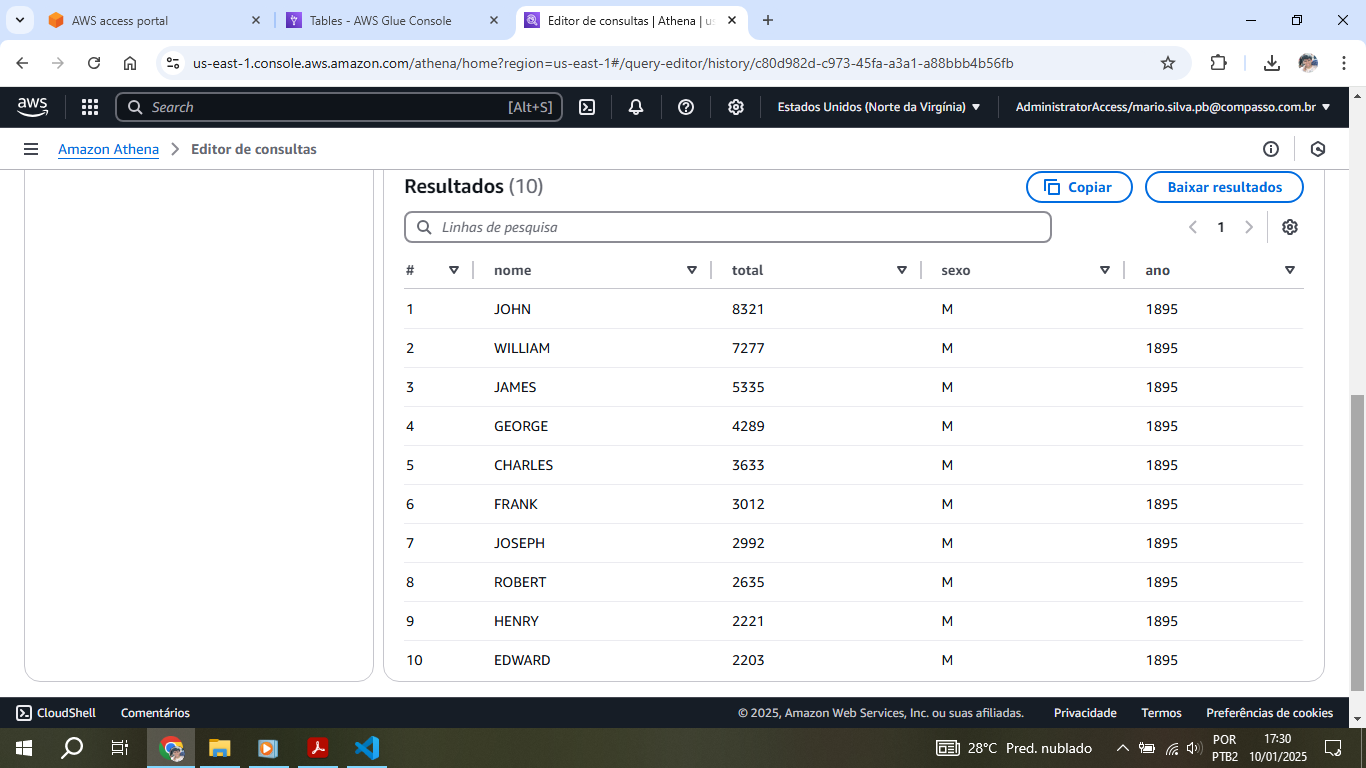 AWS access portal
Tables - AWS Glue Console
Editor de consultas | Athena | us
us-east-1.console.aws.amazon.com/athena/home?region=us-east-1#/query-editor/history/c80d982d-c973-45fa-a3a1-a88bbb4b56fb
aws
Search [Alt+S]
Estados Unidos (Norte da Virgínia)
AdministratorAccess/mario.silva.pb@compasso.com.br
Amazon Athena
Editor de consultas
Resultados (10)
Copiar
Baixar resultados
Linhas de pesquisa
1
# nome total sexo ano
1 JOHN 8321 M 1895
2 WILLIAM 7277 M 1895
3 JAMES 5335 M 1895
4 GEORGE 4289 M 1895
5 CHARLES 3633 M 1895
6 FRANK 3012 M 1895
7 JOSEPH 2992 M 1895
8 ROBERT 2635 M 1895
9 HENRY 2221 M 1895
10 EDWARD 2203 M 1895
CloudShell
Comentários
© 2025, Amazon Web Services, Inc. ou suas afiliadas.
Privacidade
Termos
Preferências de cookies
28°C Pred. nublado
POR
PTB2
17:30
10/01/2025